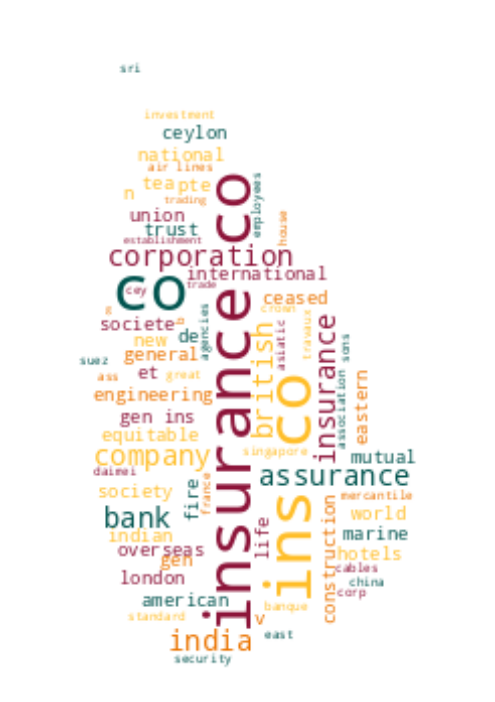 sri
investment
ceylon
national
air lines
tea pte
n
trading
union
trust
establishment
corporation
employees
house
international
co
cey
trade
ceased
g
societe
new
de
agencies
crown
travaux
suez
general
ass
et
great
british
asiatic
insurance
sons
association
eastern
engineering
gen ins
equitable
company
daimei
society
singapore
assurance
mutual
mercantile
bank
fire
france
world
indian
marine
overseas
gen
life
construction
hotels
london
cables
china
corp
american
standard
insurance co
ins co
banque
v
india
east
security